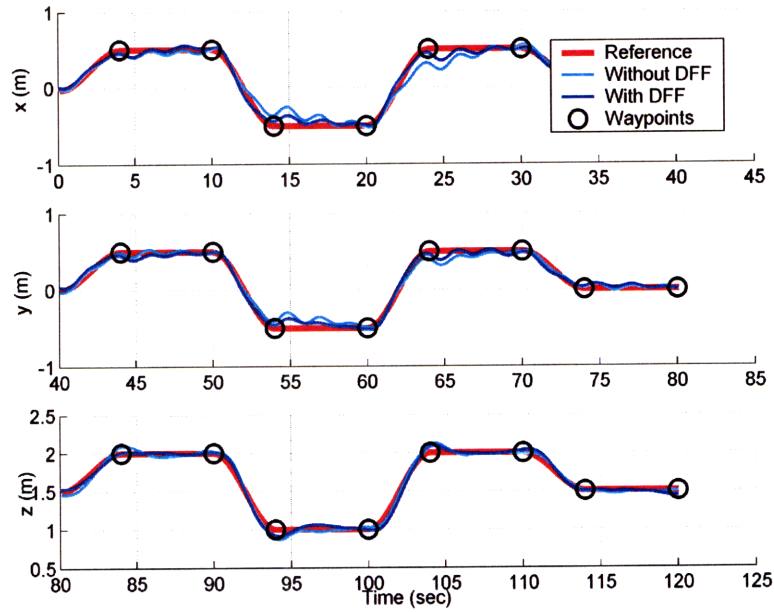 1
0
-1
x (m)
0 5 10 15 20 25 30 35 40 45
Reference
Without DFF
With DFF
Waypoints
1
0
-1
y (m)
40 45 50 55 60 65 70 75 80 85
2.5
2
1.5
1
0.5
z (m)
80 85 90 95 100 105 110 115 120 125
Time (sec)